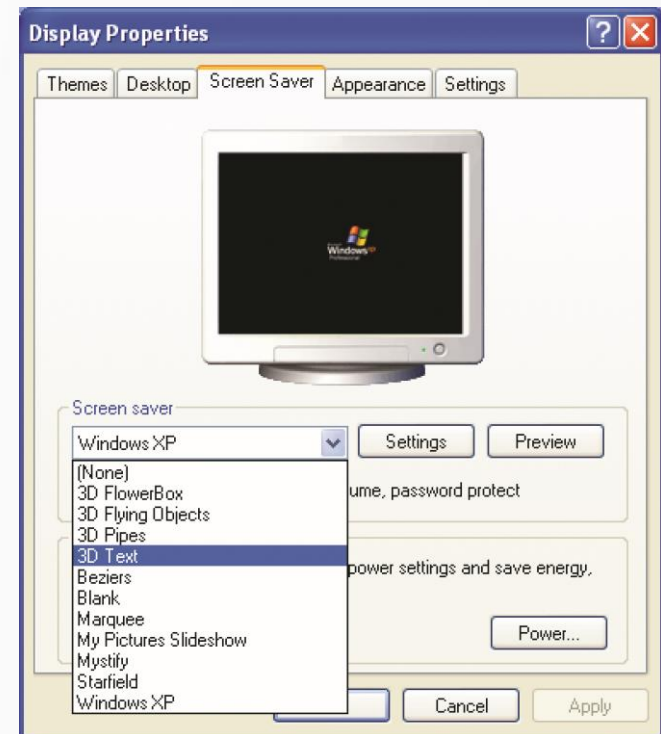 Display Properties
Themes Desktop Screen Saver Appearance Settings
Windows xp
Professional
Screen saver
Windows XP Settings Preview
(None)
3D FlowerBox
ume, password protect
3D Flying Objects
3D Pipes
3D Text
power settings and save energy,
Beziers
Blank
Marquee
My Pictures Slideshow
Power...
Mystify
Starfield
Windows XP
Cancel Apply